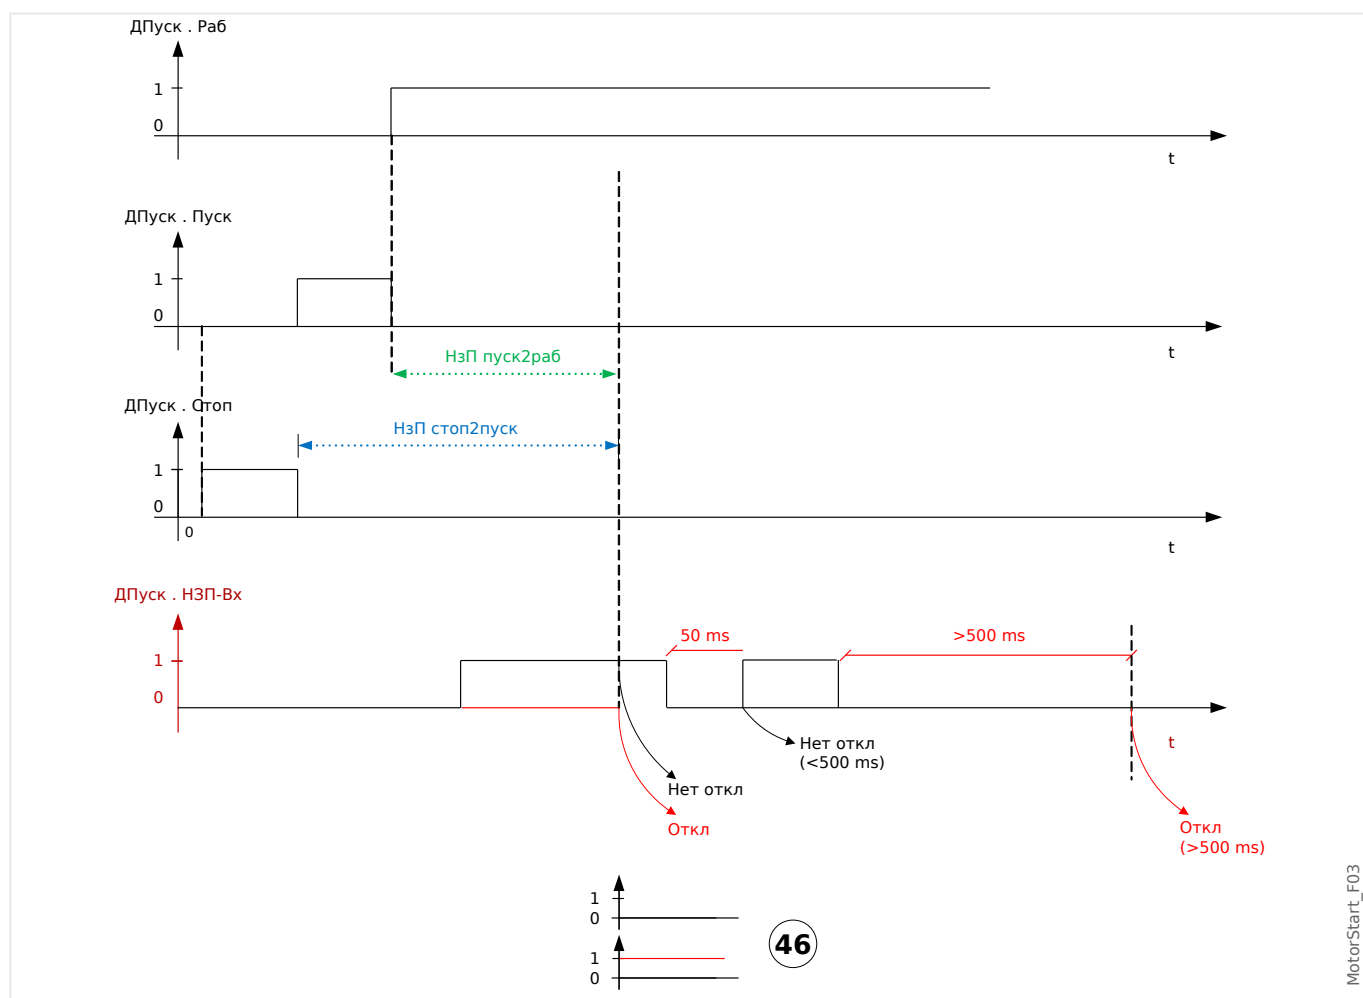 ДПуск . Раб
1
0
t
ДПуск . Пуск
1
0
t
НзП пуск2раб
ДПуск . Стоп
НзП стоп2пуск
1
0
0
t
ДПуск . НЗП-Вх
50 ms
>500 ms
1
0
t
Нет откл
(<500 ms)
Нет откл
Откл
Откл
(>500 ms)
1
0
46
1
0
MotorStart_F03